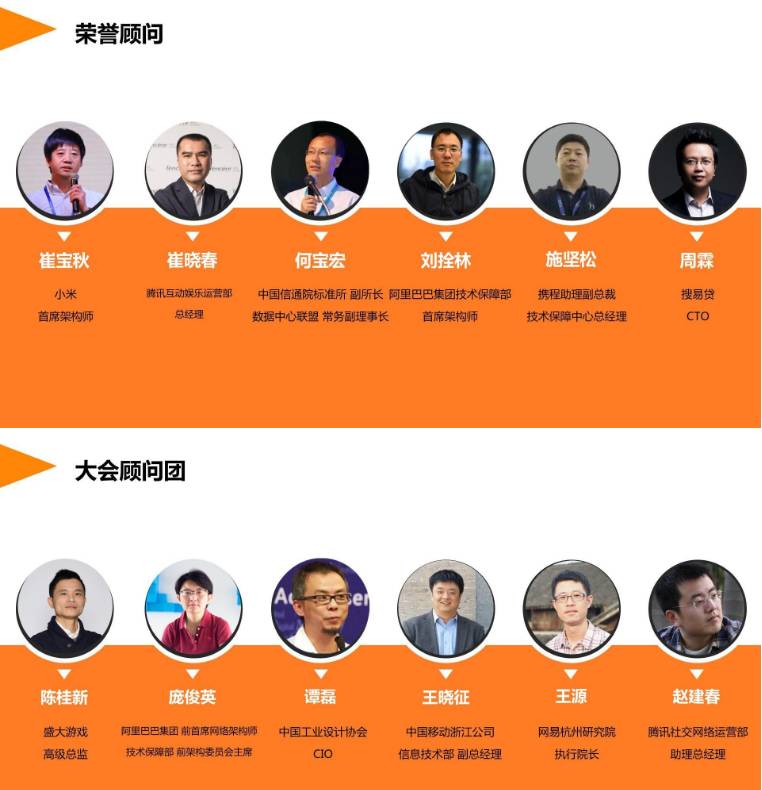 荣誉顾问
崔宝秋
小米
首席架构师
崔晓春
腾讯互动娱乐运营部
总经理
何宝宏
中国信通院标准所 副所长
数据中心联盟 常务副理事长
刘拴林
阿里巴巴集团技术保障部
首席架构师
施坚松
携程助理副总裁
技术保障中心总经理
周霖
搜易贷
CTO
大会顾问团
陈桂新
盛大游戏
高级总监
庞俊英
阿里巴巴集团 前首席网络架构师
技术保障部 前架构委员会主席
谭磊
中国工业设计协会
CIO
王晓征
中国移动浙江公司
信息技术部 副总经理
王源
网易杭州研究院
执行院长
赵建春
腾讯社交网络运营部
助理总经理